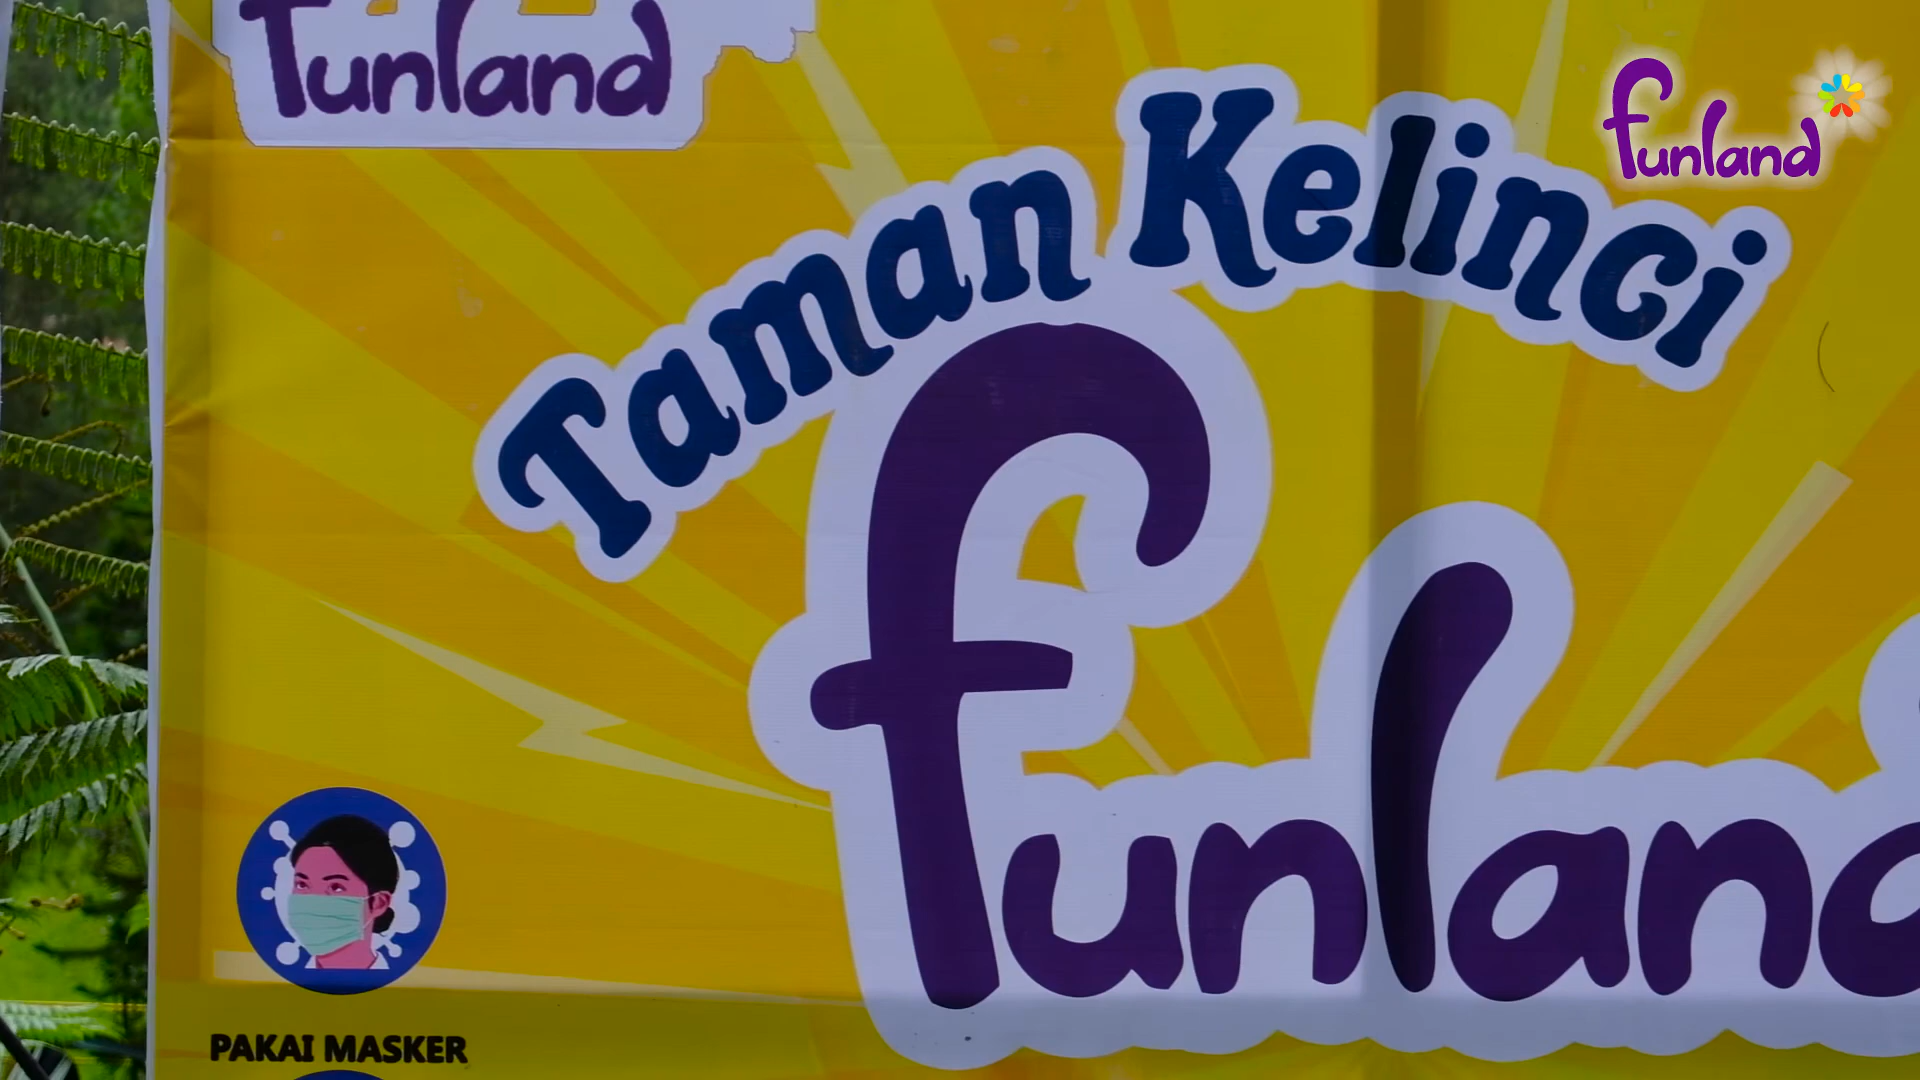 funland
funland
Taman Kelinci
funland
PAKAI MASKER